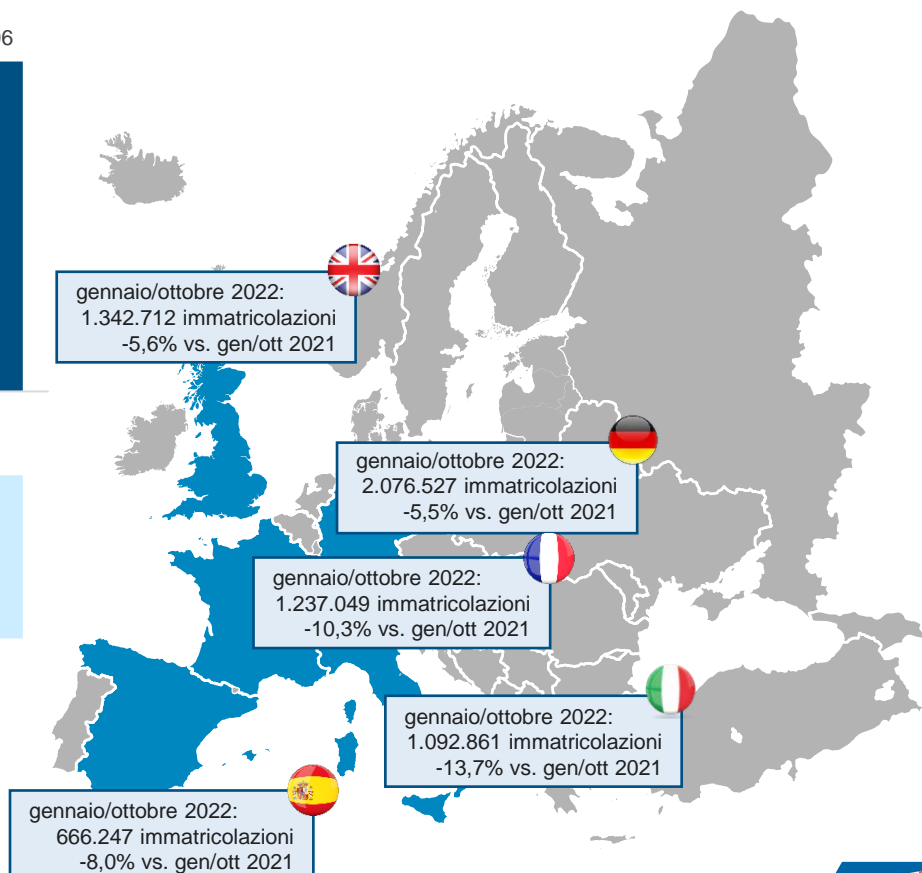 gennaio/ottobre 2022:
1.342.712 immatricolazioni
-5,6% vs. gen/ott 2021
gennaio/ottobre 2022:
2.076.527 immatricolazioni
-5,5% vs. gen/ott 2021
gennaio/ottobre 2022:
1.237.049 immatricolazioni
-10,3% vs. gen/ott 2021
gennaio/ottobre 2022:
1.092.861 immatricolazioni
-13,7% vs. gen/ott 2021
gennaio/ottobre 2022:
666.247 immatricolazioni
-8,0% vs. gen/ott 2021